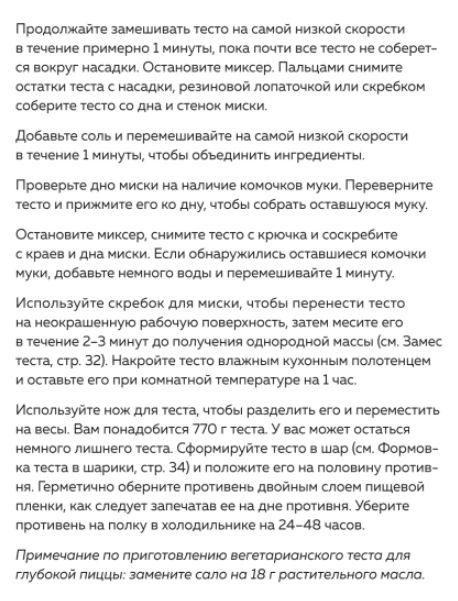 Продолжайте замешивать тесто на самой низкой скорости
в течение примерно 1 минуты, пока почти все тесто не соберет-
ся вокруг насадки. Остановите миксер. Пальцами снимите
остатки теста с насадки, резиновой лопаточкой или скребком
соберите тесто со дна и стенок миски.
Добавьте соль и перемешивайте на самой низкой скорости
в течение 1 минуты, чтобы объединить ингредиенты.
Проверьте дно миски на наличие комочков муки. Переверните
тесто и прижмите его ко дну, чтобы собрать оставшуюся муку.
Остановите миксер, снимите тесто с крючка и соскребите
с краев и дна миски. Если обнаружились оставшиеся комочки
муки, добавьте немного воды и перемешивайте 1 минуту.
Используйте скребок для миски, чтобы перенести тесто
на неокрашенную рабочую поверхность, затем месите его
в течение 2–3 минут до получения однородной массы (см. Замес
теста, стр. 32). Накройте тесто влажным кухонным полотенцем
и оставьте его при комнатной температуре на 1 час.
Используйте нож для теста, чтобы разделить его и переместить
на весы. Вам понадобится 770 г теста. У вас может остаться
немного лишнего теста. Сформируйте тесто в шар (см. Формов-
ка теста в шарики, стр. 34) и положите его на половину против-
ня. Герметично оберните противень двойным слоем пищевой
пленки, как следует запечатав ее на дне противня. Уберите
противень на полку в холодильнике на 24–48 часов.
Примечание по приготовлению вегетарианского теста для
глубокой пиццы: замените сало на 18 г растительного масла.